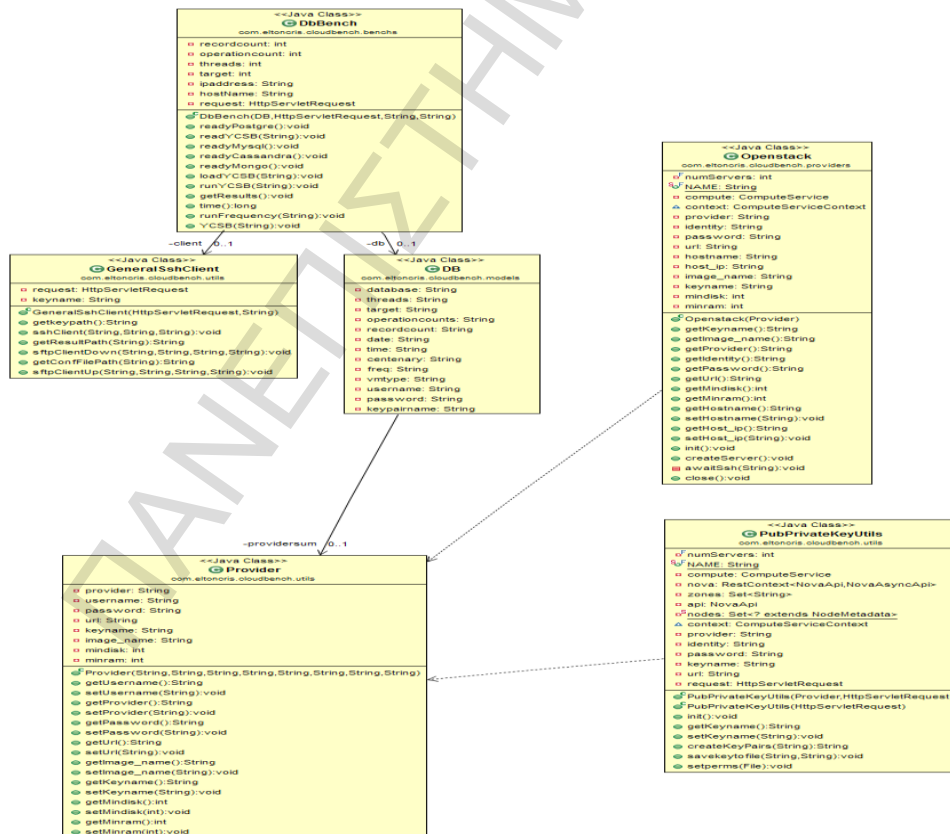 <<Java Class>>
DbBench
com.eltoncris.cloudbench.benchs
recordcount: int
operationcount: int
threads: int
target: int
ipaddress: String
hostName: String
request: HttpServletRequest
DbBench(DB,HttpServletRequest,String,String)
readyPostgre():void
readYCSB(String):void
readyMysql():void
readyCassandra():void
readyMongo():void
loadYCSB(String):void
runYCSB(String):void
getResults():void
time():long
runFrequency(String):void
YCSB(String):void
-client 0..1
-db 0..1
<<Java Class>>
GeneralSshClient
com.eltoncris.cloudbench.utils
request: HttpServletRequest
keyname: String
GeneralSshClient(HttpServletRequest,String)
getkeypath():String
sshClient(String,String,String):void
getResultPath(String):String
sftpClientDown(String,String,String,String):void
getConfFilePath(String):String
sftpClientUp(String,String,String,String):void
<<Java Class>>
DB
com.eltoncris.cloudbench.models
database: String
threads: String
target: String
operationcounts: String
recordcount: String
date: String
time: String
centenary: String
freq: String
vmtype: String
username: String
password: String
keypairname: String
<<Java Class>>
Openstack
com.eltoncris.cloudbench.providers
numServers: int
NAME: String
compute: ComputeService
context: ComputeServiceContext
provider: String
identity: String
password: String
url: String
hostname: String
host_ip: String
image_name: String
keyname: String
mindisk: int
minram: int
Openstack(Provider)
getKeyname():String
getImage_name():String
getProvider():String
getIdentity():String
getPassword():String
getUrl():String
getMindisk():int
getMinram():int
getHostname():String
setHostname(String):void
getHost_ip():String
setHost_ip(String):void
init():void
createServer():void
awaitSsh(String):void
close():void
-providersum 0..1
<<Java Class>>
Provider
com.eltoncris.cloudbench.utils
provider: String
username: String
password: String
url: String
keyname: String
image_name: String
mindisk: int
minram: int
Provider(String,String,String,String,String,String,String,String)
getUsername():String
setUsername(String):void
getProvider():String
setProvider(String):void
getPassword():String
setPassword(String):void
getUrl():String
setUrl(String):void
getImage_name():String
setImage_name(String):void
getKeyname():String
setKeyname(String):void
getMindisk():int
setMindisk(int):void
getMinram():int
setMinram(int):void
<<Java Class>>
PubPrivateKeyUtils
com.eltoncris.cloudbench.utils
numServers: int
NAME: String
compute: ComputeService
nova: RestContext<NovaApi,NovaAsyncApi>
zones: Set<String>
api: NovaApi
nodes: Set<? extends NodeMetadata>
context: ComputeServiceContext
provider: String
identity: String
password: String
keyname: String
url: String
request: HttpServletRequest
PubPrivateKeyUtils(Provider,HttpServletRequest
PubPrivateKeyUtils(HttpServletRequest)
init():void
getKeyname():String
setKeyname(String):void
createKeyPairs(String):String
savekeytofile(String,String):void
setperms(File):void
ΠΑΝΕΠΙΣΤΗΜ